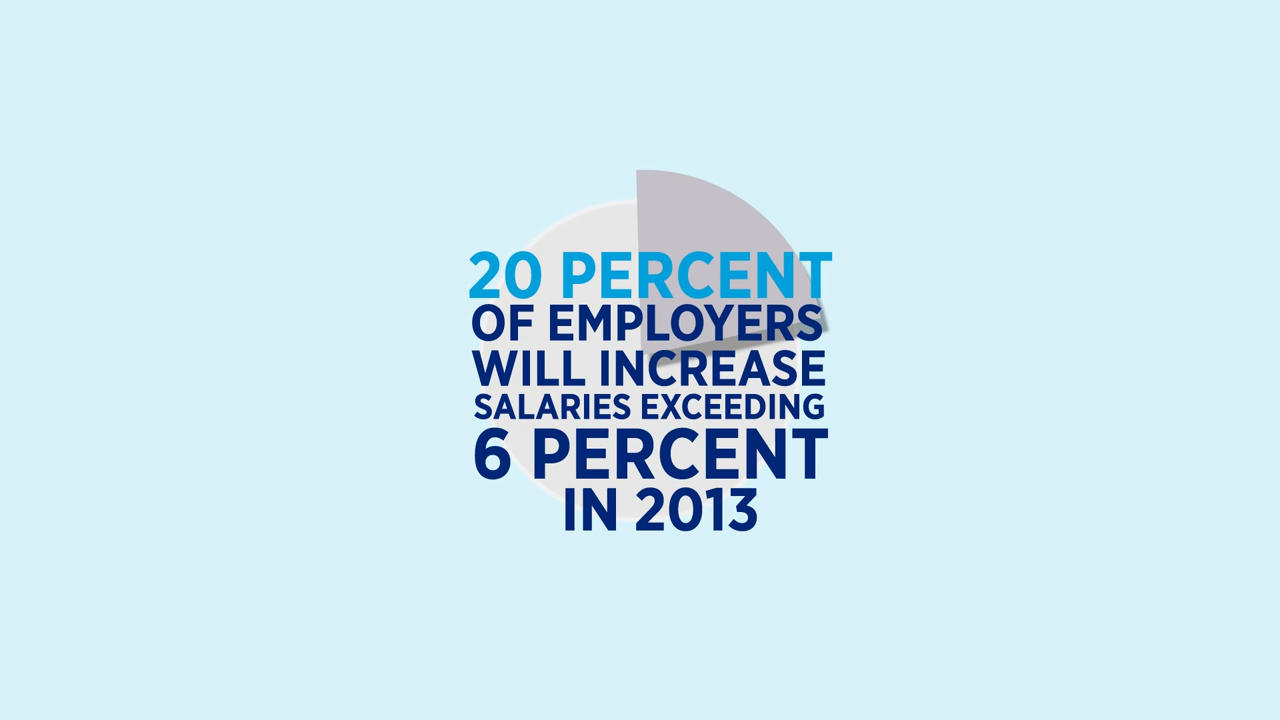 20 PERCENT
OF EMPLOYERS
WILL INCREASE
SALARIES EXCEEDING
6 PERCENT
IN 2013